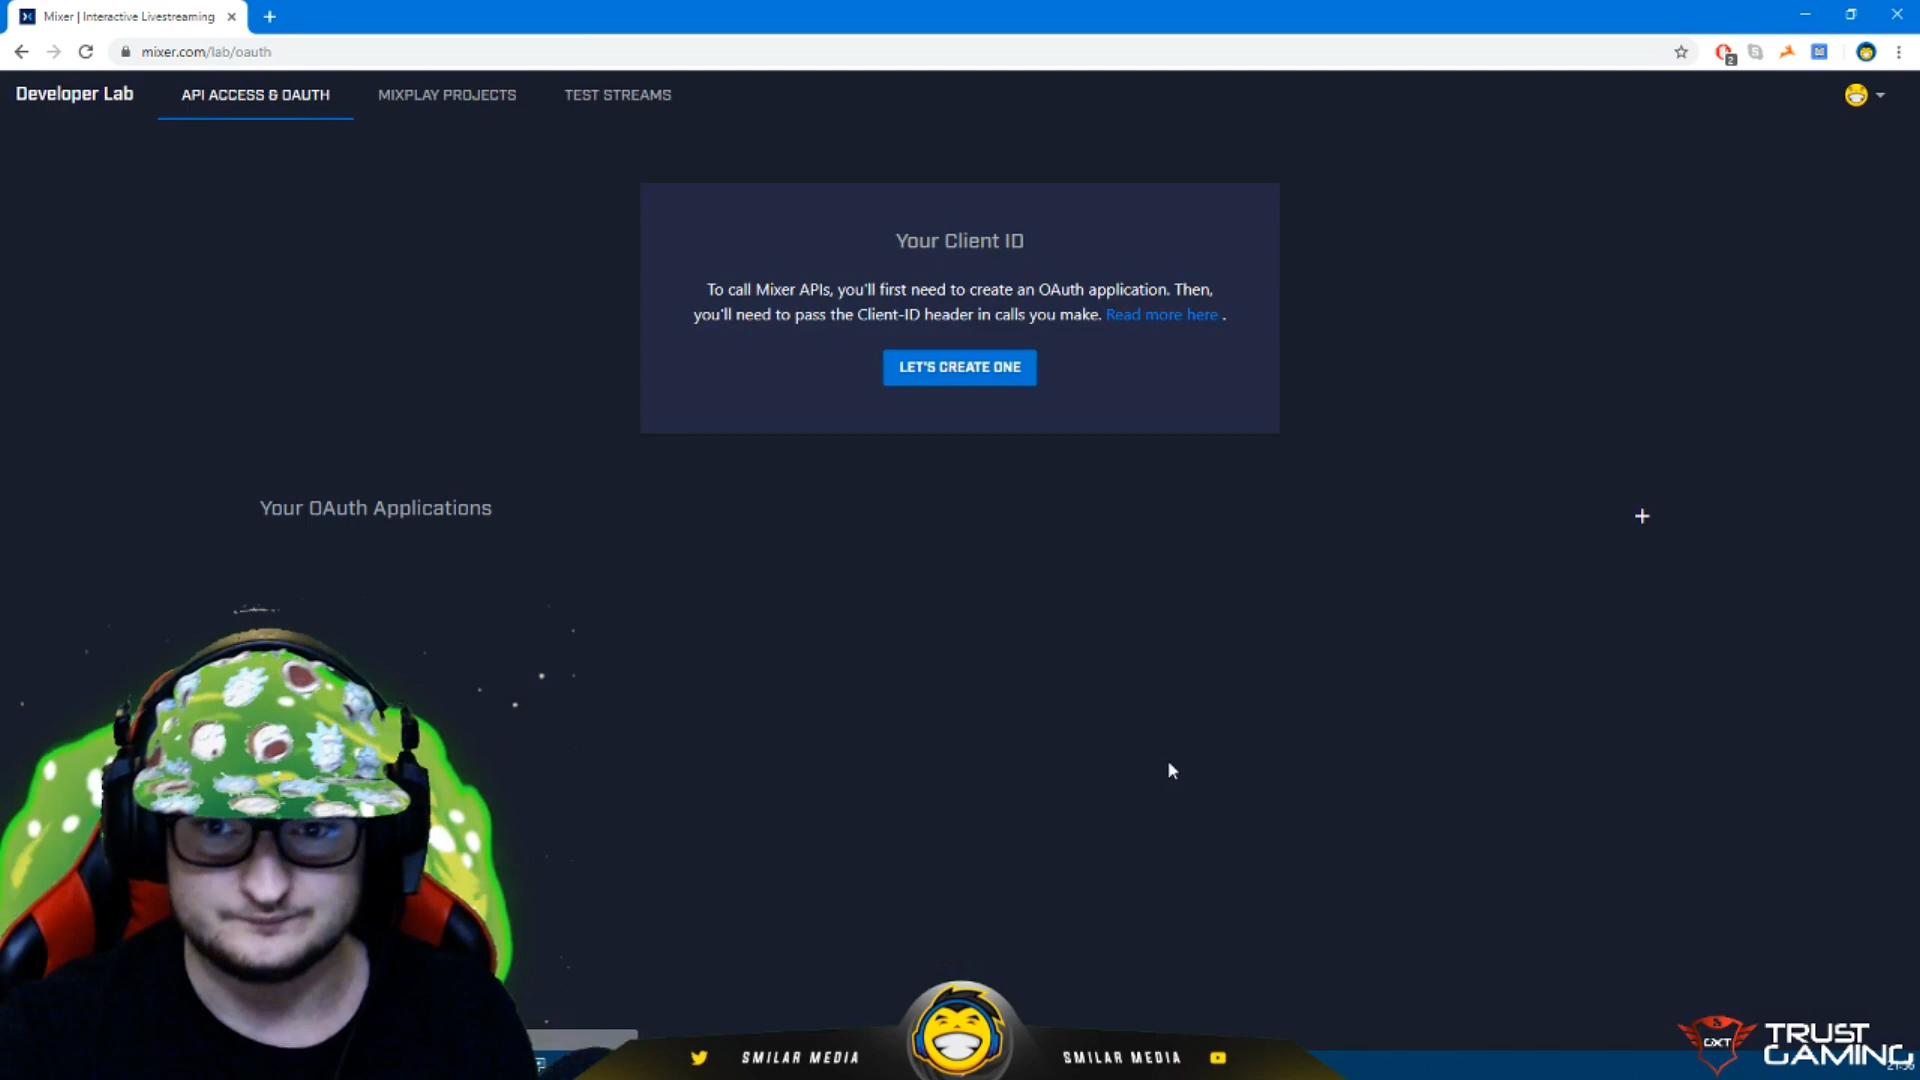 Mixer | Interactive Livestreaming
mixer.com/lab/oauth
2
Developer Lab
API ACCESS & OAUTH
MIXPLAY PROJECTS
TEST STREAMS
Your Client ID
To call Mixer APIs, you'll first need to create an OAuth application. Then,
you'll need to pass the Client-ID header in calls you make. Read more here .
LET'S CREATE ONE
Your OAuth Applications
SMILAR MEDIA
SMILAR MEDIA
GXT
TRUST
GAMING